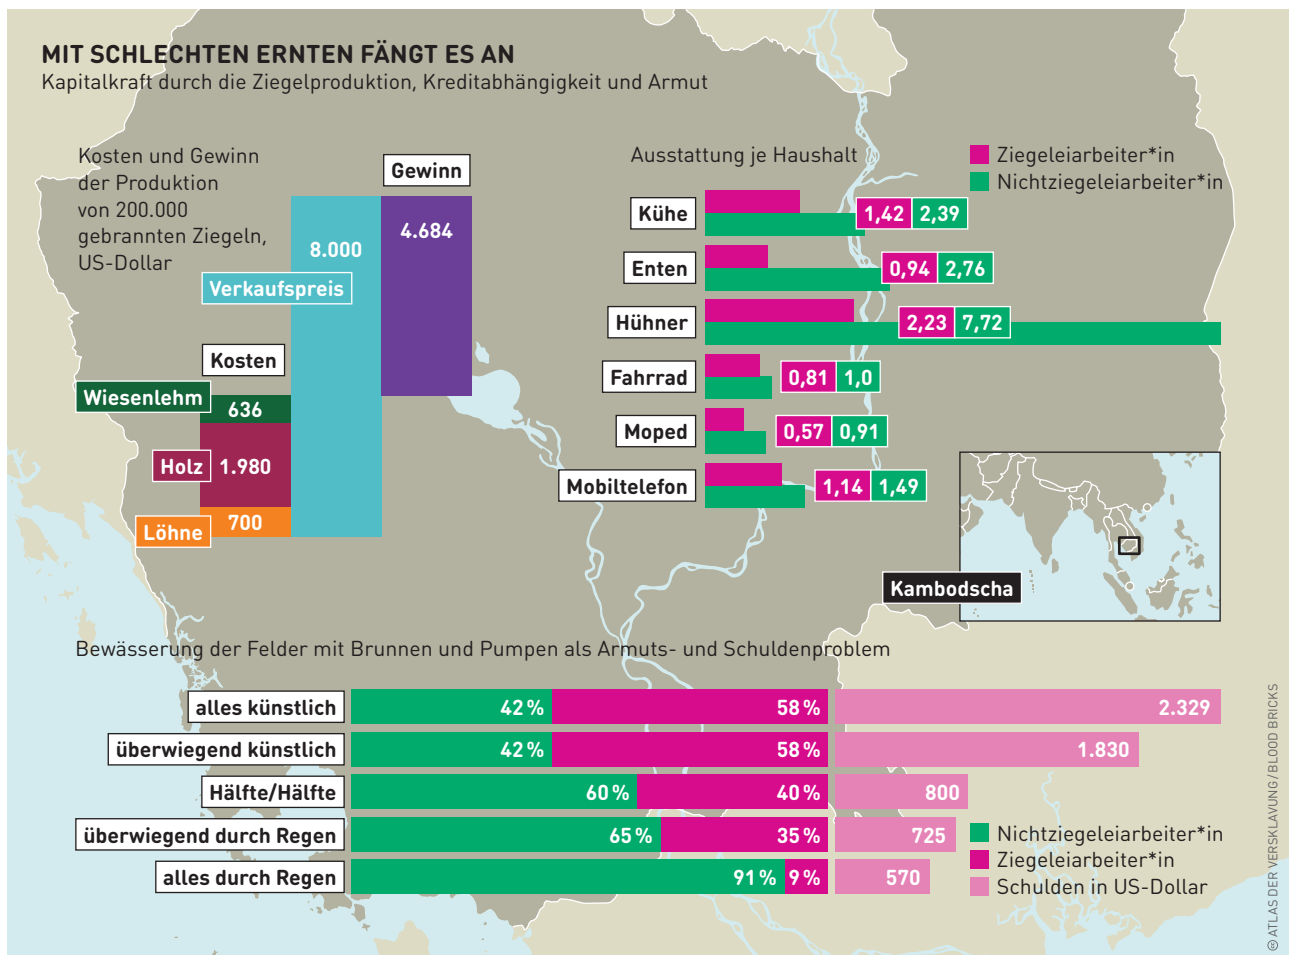 MIT SCHLECHTEN ERNTEN FÄNGT ES AN
Kapitalkraft durch die Ziegelproduktion, Kreditabhängigkeit und Armut
Kosten und Gewinn
der Produktion
von 200.000
gebrannten Ziegeln,
US-Dollar
Gewinn
4.684
8.000
Verkaufspreis
Kosten
Wiesenlehm
636
Holz
1.980
Löhne
700
Ausstattung je Haushalt
Ziegeleiarbeiter*in
Nichtziegeleiarbeiter*in
Kühe
1,42 2,39
Enten
0,94 2,76
Hühner
2,23 7,72
Fahrrad
0,81 1,0
Moped
0,57 0,91
Mobiltelefon
1,14 1,49
Kambodscha
Bewässerung der Felder mit Brunnen und Pumpen als Armuts- und Schuldenproblem
alles künstlich
42 % 58 % 2.329
überwiegend künstlich
42 % 58 % 1.830
Hälfte/Hälfte
60 % 40 % 800
überwiegend durch Regen
65 % 35 % 725
alles durch Regen
91 % 9 % 570
Nichtziegeleiarbeiter*in
Ziegeleiarbeiter*in
Schulden in US-Dollar
ATLAS DER VERSKLAVUNG/BLOOD BRICKS